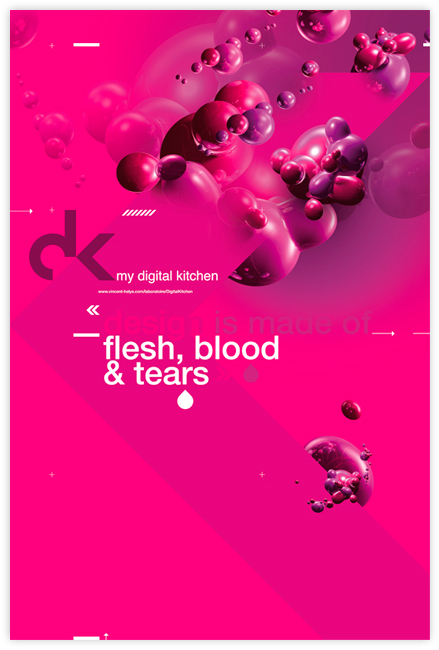 dk
my digital kitchen
design is made of
flesh, blood
& tears